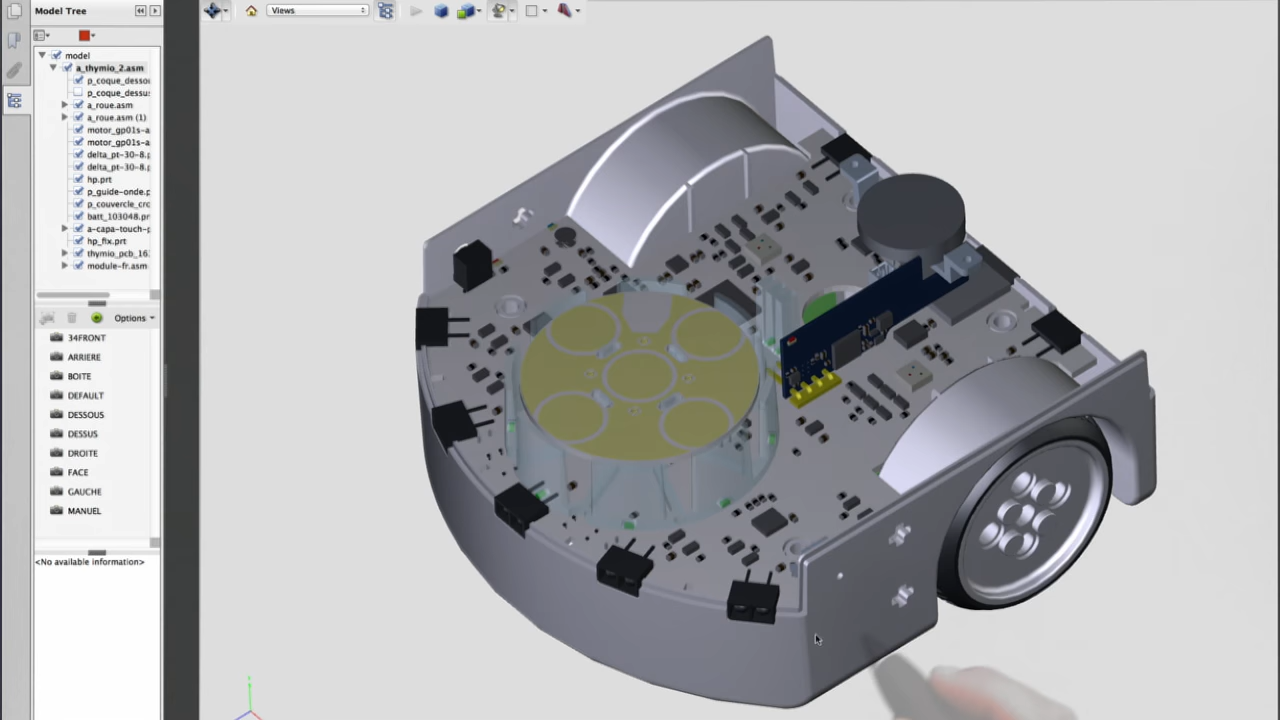 Model Tree
Views
model
a_thymio_2.asm
p_coque_desso
p_coque_dessu
a_roue.asm
a_roue.asm (1)
motor_gp01s-a
motor_gp01s-a
delta_pt-30-8.p
delta_pt-30-8.p
hp.prt
p_guide-onde.p
p_couvercle_cro
batt_103048.pr
a-capa-touch-p
hp_fix.prt
thymio_pcb_16
module-fr.asm
Options
34FRONT
ARRIERE
BOITE
DEFAULT
DESSOUS
DESSUS
DROITE
FACE
GAUCHE
MANUEL
<No available information>